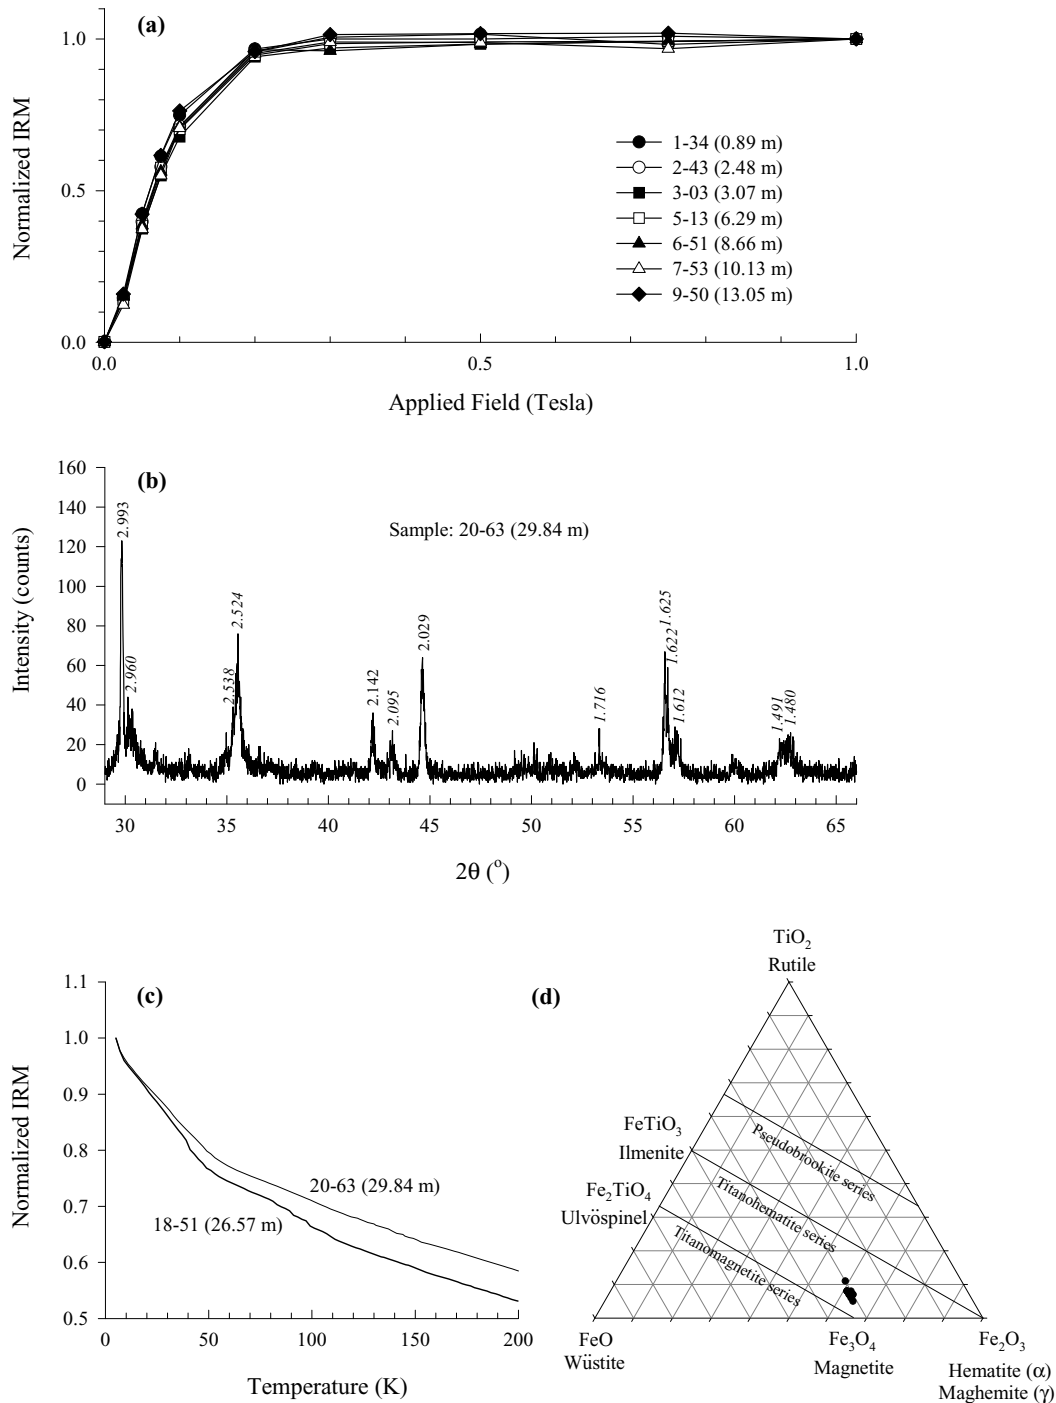 (a)
1.0
0.5
0.0
Normalized IRM
1-34 (0.89 m)
2-43 (2.48 m)
3-03 (3.07 m)
5-13 (6.29 m)
6-51 (8.66 m)
7-53 (10.13 m)
9-50 (13.05 m)
0.0
0.5
1.0
Applied Field (Tesla)
(b)
160
140
120
100
80
60
40
20
0
Intensity (counts)
Sample: 20-63 (29.84 m)
2.993
2.960
2.538
2.524
2.142
2.095
2.029
1.716
1.625
1.622
1.612
1.491
1.480
30
35
40
45
50
55
60
65
2θ (°)
(c)
1.1
1.0
0.9
0.8
0.7
0.6
0.5
Normalized IRM
20-63 (29.84 m)
18-51 (26.57 m)
0
50
100
150
200
Temperature (K)
(d)
TiO2
Rutile
FeTiO3
Ilmenite
Fe2TiO4
Ulvöspinel
Pseudobrookite series
Titanohematite series
Titanomagnetite series
FeO
Wüstite
Fe3O4
Magnetite
Fe2O3
Hematite (α)
Maghemite (γ)